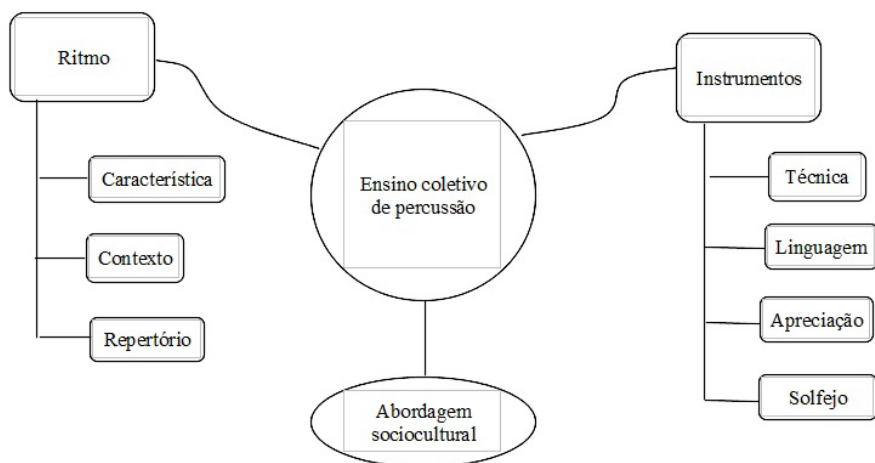 Ritmo
Característica
Contexto
Repertório
Ensino coletivo
de percussão
Abordagem
sociocultural
Instrumentos
Técnica
Linguagem
Apreciação
Solfejo